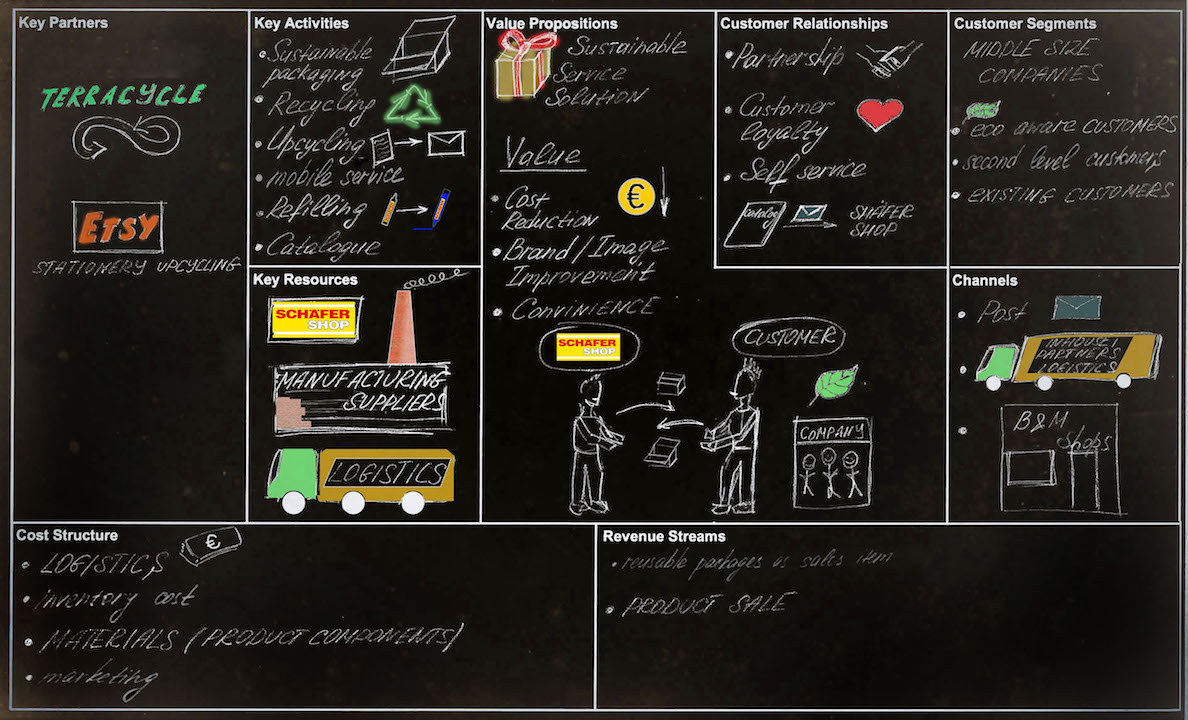 Key Partners
TERRACYCLE
ETSY
STATIONERY UPCYCLING
Key Activities
• Sustainable
packaging
• Recycling
• Upcycling
• mobile service
• Refilling
• Catalogue
Key Resources
SCHÄFER
SHOP
MANUFACTURING
SUPPLIERS
LOGISTICS
Value Propositions
Sustainable
Service
Solution
Value
• Cost
Reduction
€
• Brand/Image
Improvement
• CONVINIENCE
SCHÄFER
SHOP
CUSTOMER
COMPANY
Customer Relationships
• Partnership
• Customer
loyalty
• Self service
catalog
SHÄFER
SHOP
Customer Segments
MIDDLE SIZE
COMPANIES
• eco aware CUSTOMERS
• second level customers
• EXISTING CUSTOMERS
Channels
• Post
• INHOUSE/
PARTNERS
LOGISTICS
• B&M
Shops
Cost Structure
€
• LOGISTICS
• inventory cost
• MATERIALS (PRODUCT COMPONENTS)
• marketing
Revenue Streams
• reusable packages vs sales item
• PRODUCT SALE